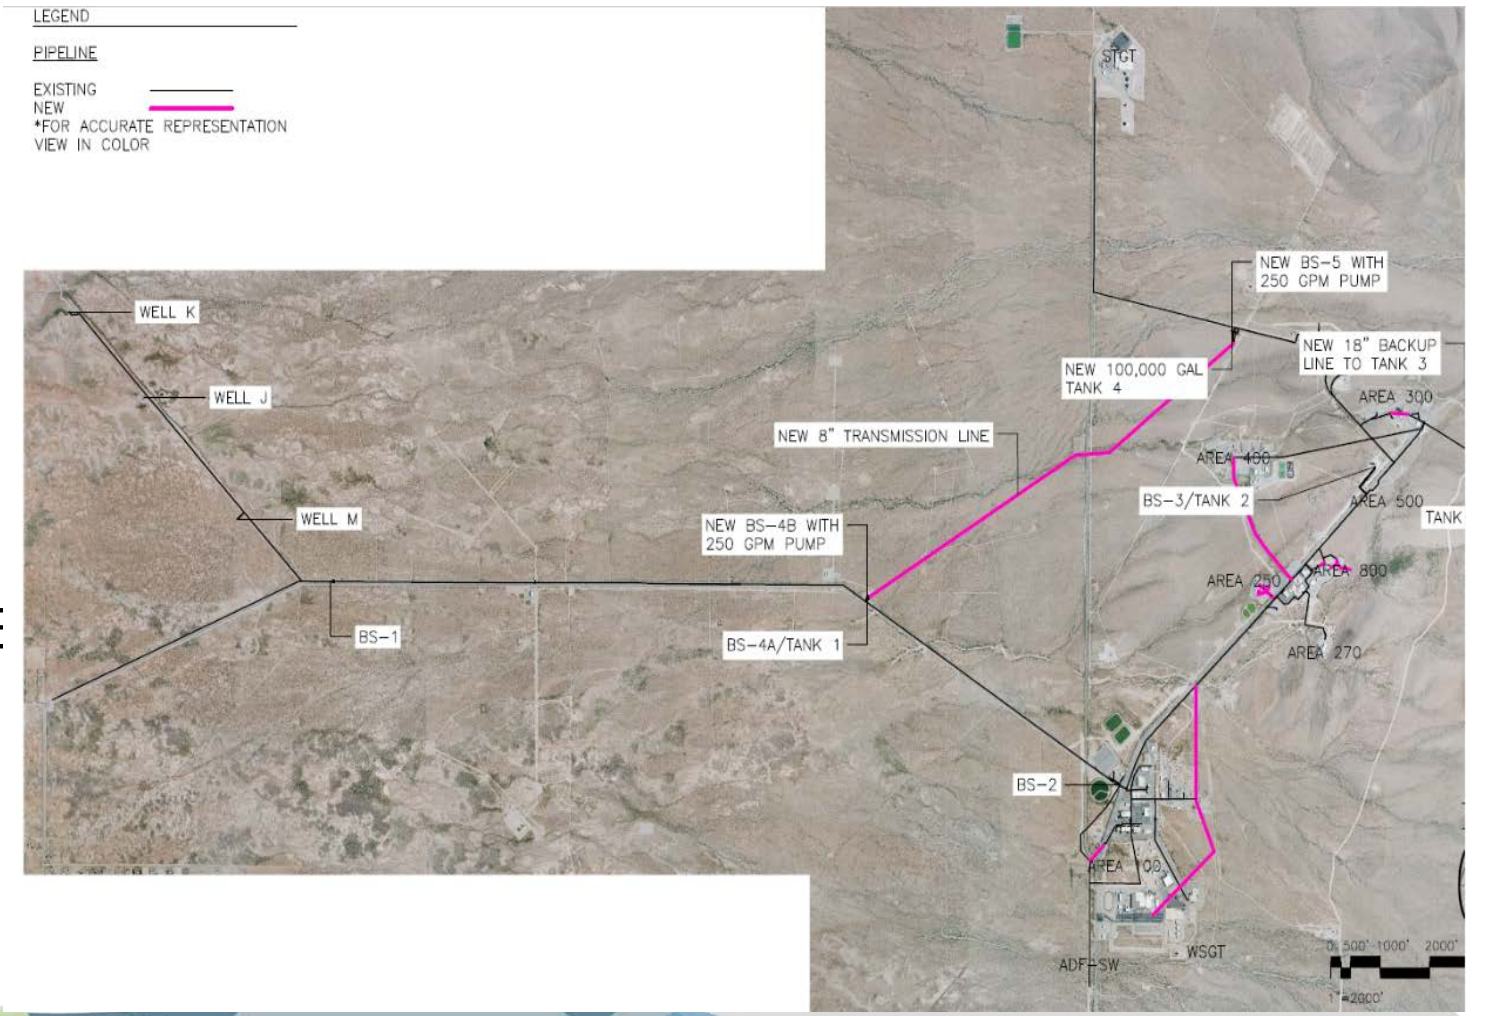 LEGEND
PIPELINE
EXISTING
NEW
*FOR ACCURATE REPRESENTATION
VIEW IN COLOR
STGT
NEW BS-5 WITH
250 GPM PUMP
WELL K
NEW 18" BACKUP
LINE TO TANK 3
NEW 100,000 GAL
TANK 4
WELL J
AREA 300
NEW 8" TRANSMISSION LINE
AREA 400
BS-3/TANK 2
AREA 500
WELL M
TANK
NEW BS-4B WITH
250 GPM PUMP
AREA 800
AREA 250
BS-1
BS-4A/TANK 1
AREA 270
BS-2
AREA 100
WSGT
ADF-SW
0 500' 1000' 2000'
1"=2000'